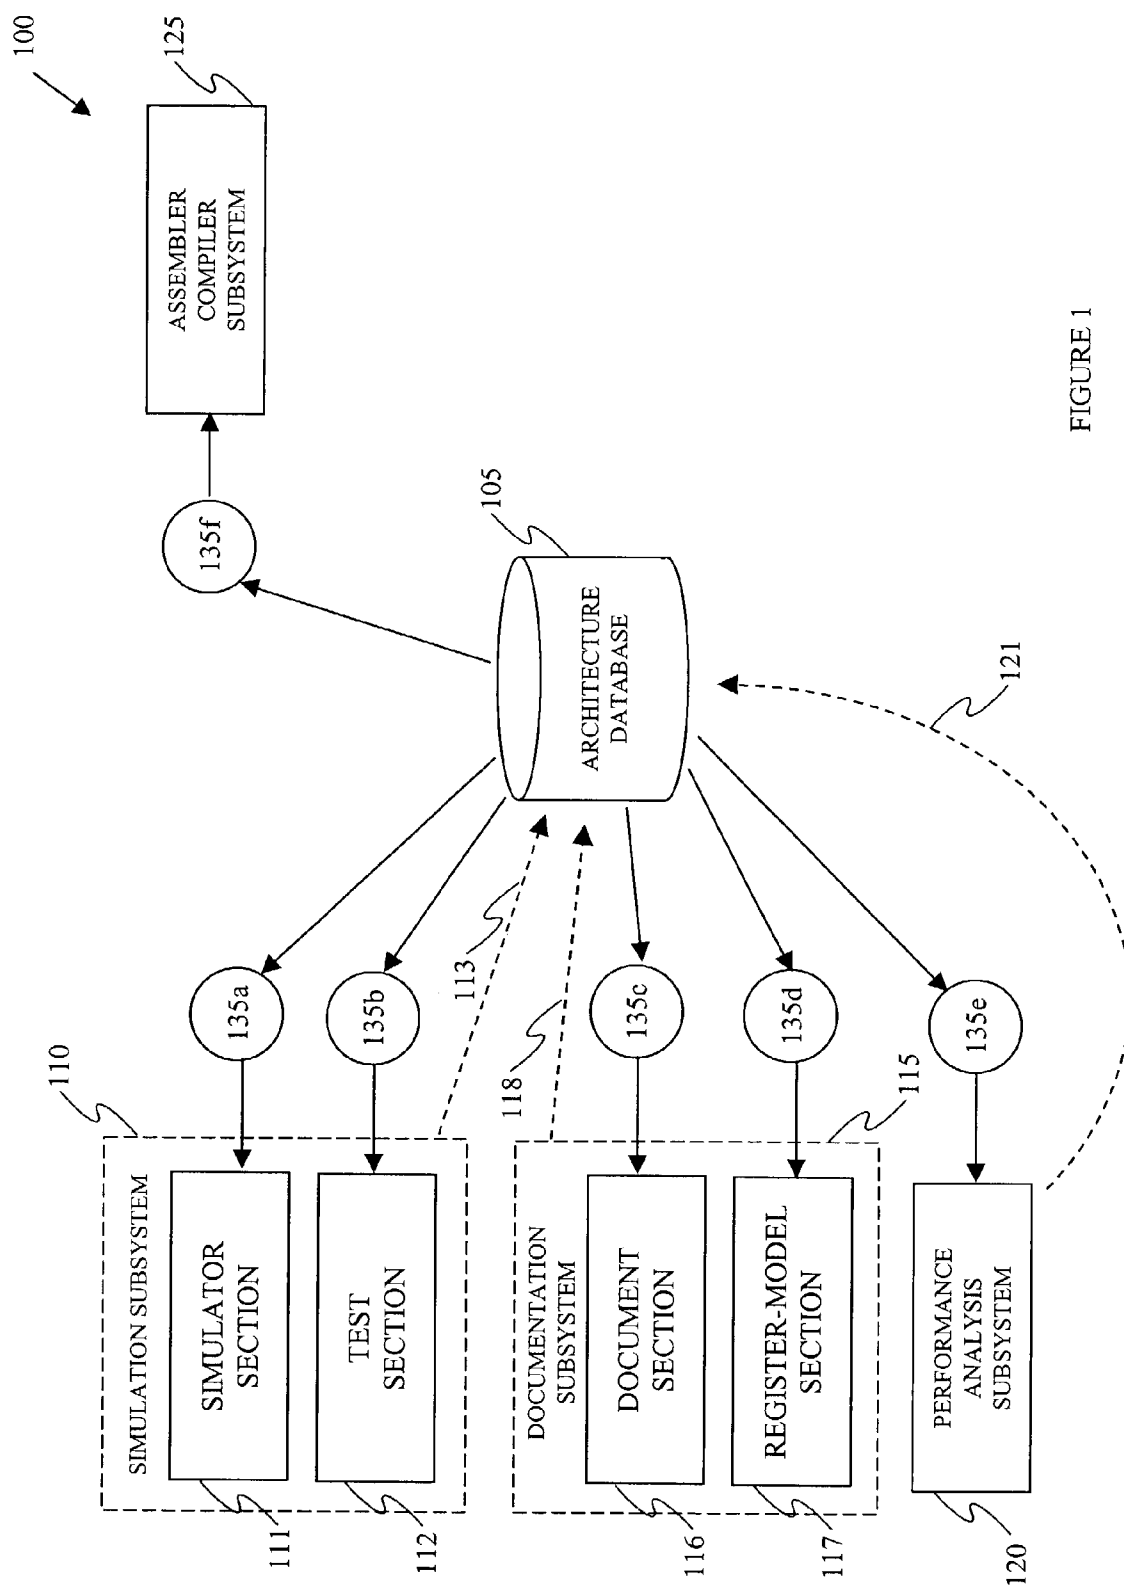 100
125
ASSEMBLER
COMPILER
SUBSYSTEM
135f
105
ARCHITECTURE
DATABASE
121
113
118
135a
135b
135c
135d
135e
110
SIMULATION SUBSYSTEM
SIMULATOR
SECTION
111
TEST
SECTION
112
115
DOCUMENTATION
SUBSYSTEM
DOCUMENT
SECTION
116
REGISTER-MODEL
SECTION
117
PERFORMANCE
ANALYSIS
SUBSYSTEM
120
FIGURE 1